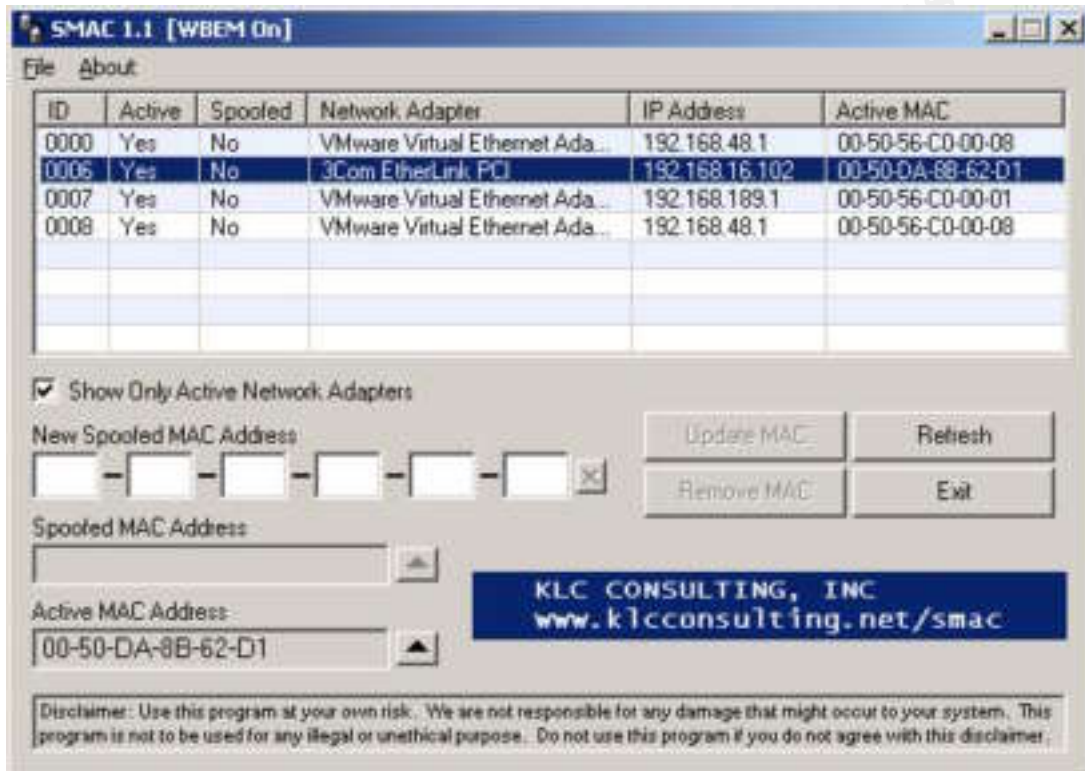 SMAC 1.1 [WBEM On]
File About
ID Active Spoofed Network Adapter IP Address Active MAC
0000 Yes No VMware Virtual Ethernet Ada... 192.168.48.1 00-50-56-C0-00-08
0006 Yes No 3Com EtherLink PCI 192.168.16.102 00-50-DA-8B-62-D1
0007 Yes No VMware Virtual Ethernet Ada... 192.168.189.1 00-50-56-C0-00-01
0008 Yes No VMware Virtual Ethernet Ada... 192.168.48.1 00-50-56-C0-00-08
Show Only Active Network Adapters
New Spoofed MAC Address
Update MAC Refresh
Remove MAC Exit
Spoofed MAC Address
KLC CONSULTING, INC
www.klcconsulting.net/smac
Active MAC Address
00-50-DA-8B-62-D1
Disclaimer: Use this program at your own risk. We are not responsible for any damage that might occur to your system. This
program is not to be used for any illegal or unethical purpose. Do not use this program if you do not agree with this disclaimer.